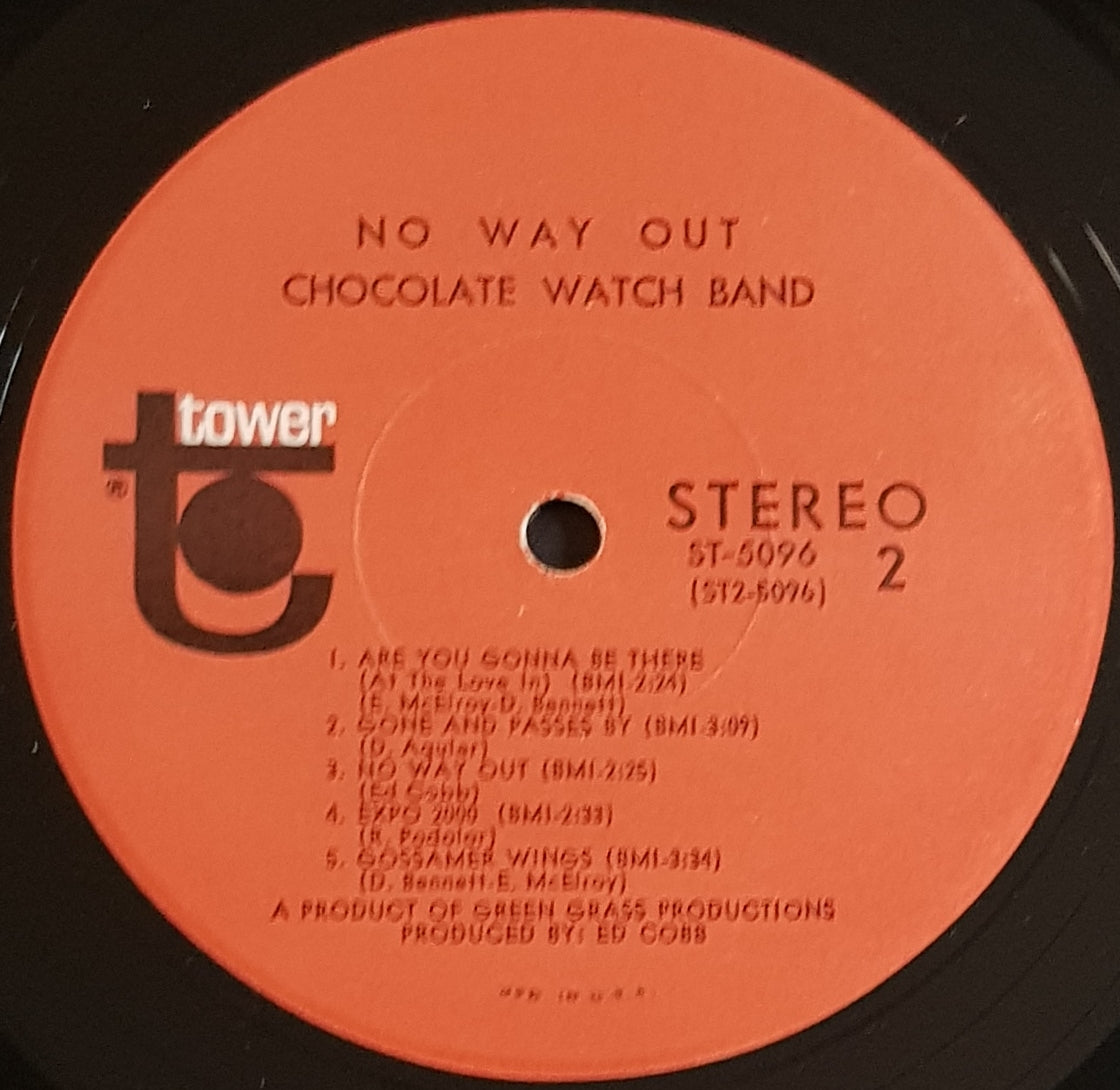 NO WAY OUT
CHOCOLATE WATCH BAND
tower
®
STEREO
ST-5096
2
(ST2-5096)
1. ARE YOU GONNA BE THERE
(At The Love In) (BMI-2:24)
(E. McElroy-D. Bennett)
2. GONE AND PASSES BY (BMI-3:09)
(D. Aguilar)
3. NO WAY OUT (BMI-2:25)
(Ed Cobb)
4. EXPO 2000 (BMI-2:33)
(R. Podolor)
5. GOSSAMER WINGS (BMI-3:34)
(D. Bennett-E. McElroy)
A PRODUCT OF GREEN GRASS PRODUCTIONS
PRODUCED BY: ED COBB
MFD. IN U.S.A.